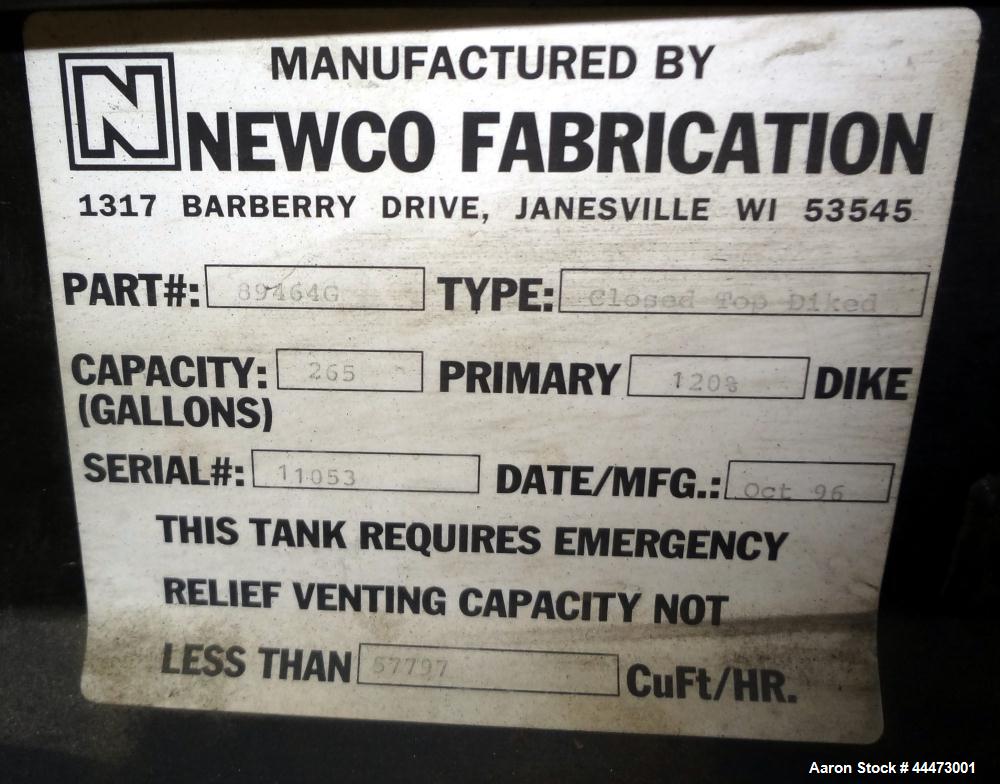 N
MANUFACTURED BY
NEWCO FABRICATION
1317 BARBERRY DRIVE, JANESVILLE WI 53545
PART#: 89464G TYPE: Closed Top Diked
CAPACITY: 265 PRIMARY 120% DIKE
(GALLONS)
SERIAL#: 11053 DATE/MFG.: Oct 96
THIS TANK REQUIRES EMERGENCY
RELIEF VENTING CAPACITY NOT
LESS THAN 57797 CuFt/HR.
Aaron Stock # 44473001